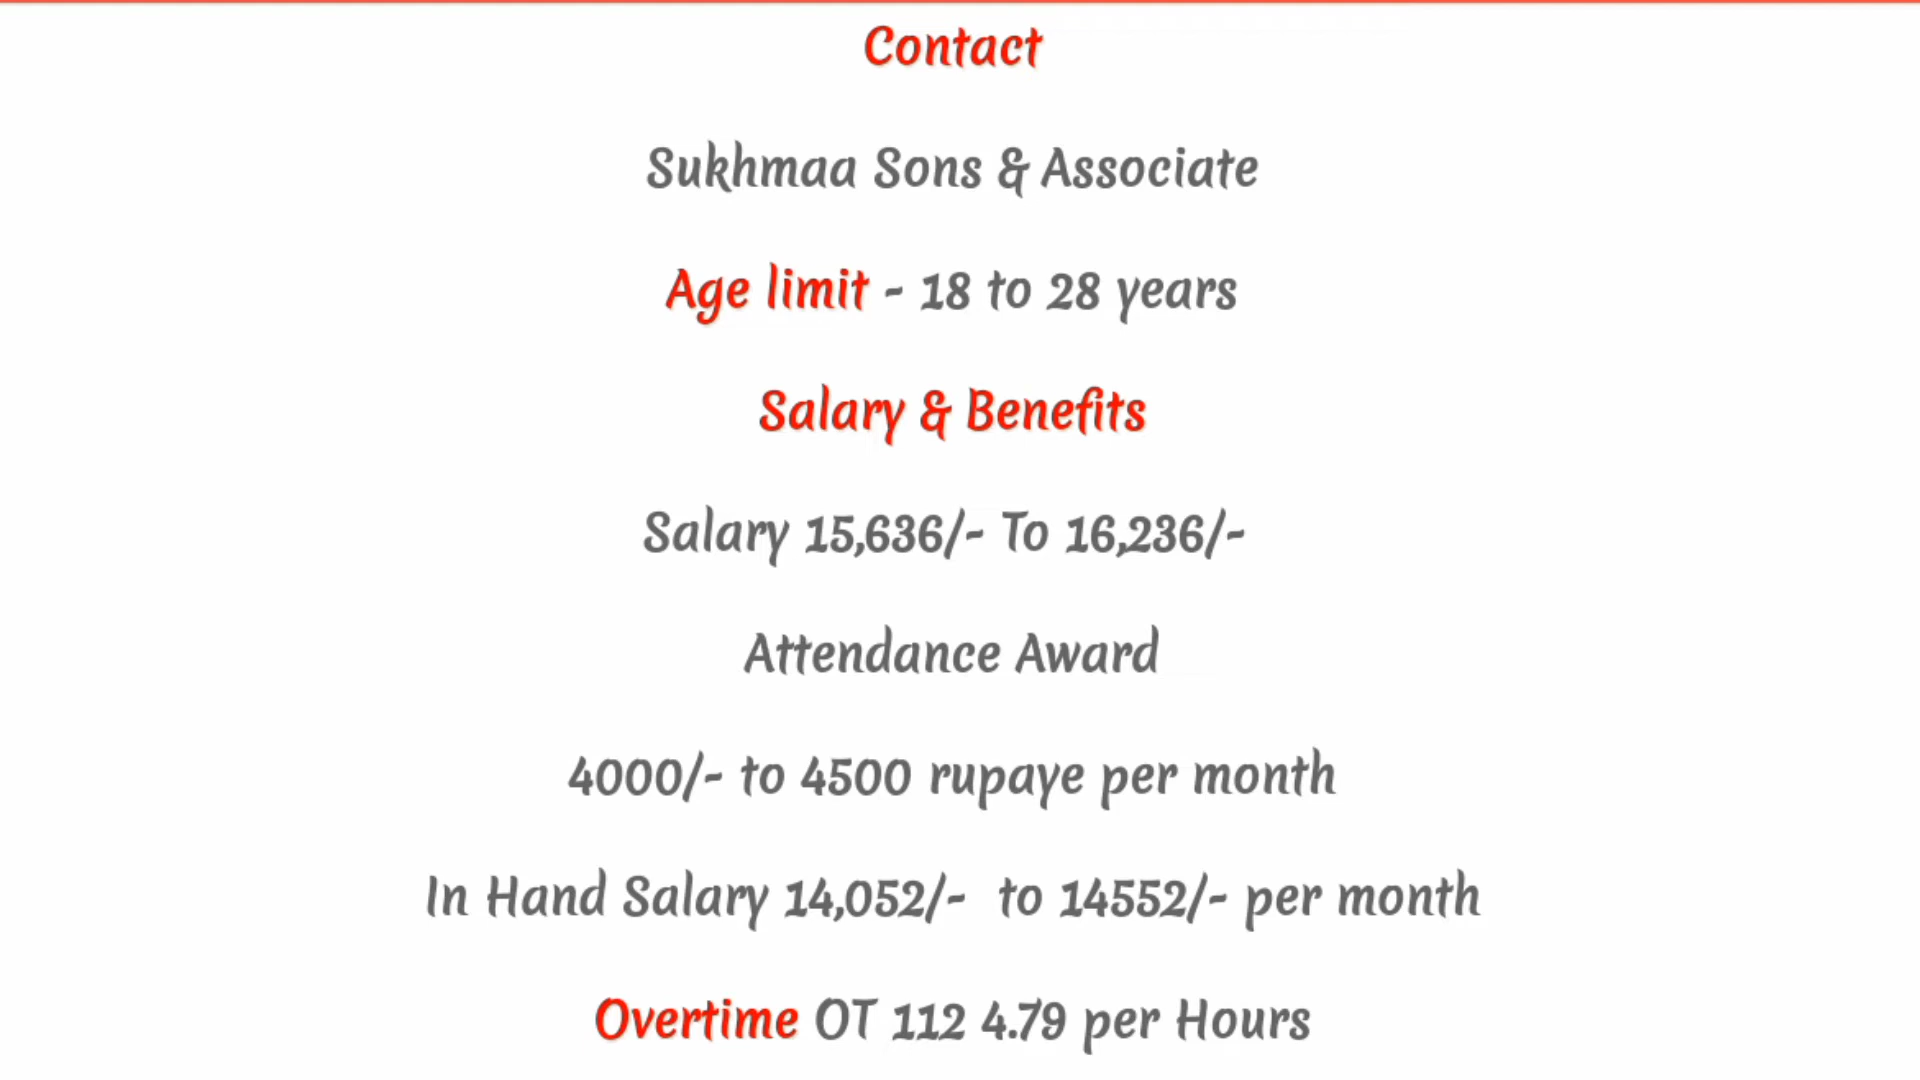 Contact
Sukhmaa Sons & Associate
Age limit - 18 to 28 years
Salary & Benefits
Salary 15,636/- To 16,236/-
Attendance Award
4000/- to 4500 rupaye per month
In Hand Salary 14,052/- to 14552/- per month
Overtime OT 112 4.79 per Hours